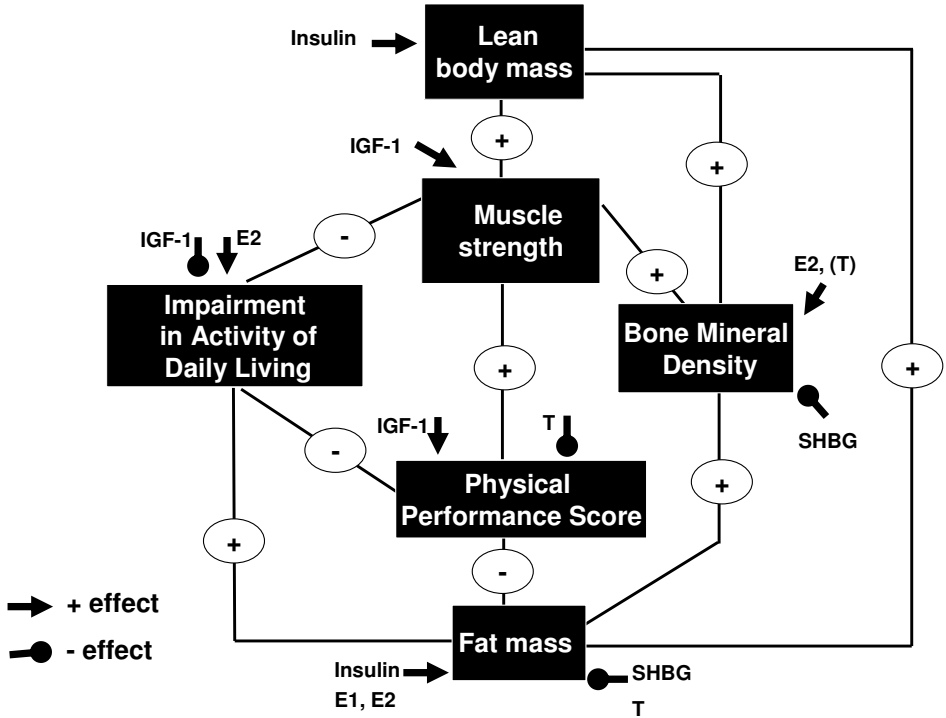 Insulin
Lean
body mass
+
IGF-1
+
Muscle
strength
-
IGF-1
E2
+
E2, (T)
Impairment
in Activity of
Daily Living
Bone Mineral
Density
+
+
IGF-1
T
SHBG
-
Physical
Performance Score
+
+
-
+ effect
- effect
Fat mass
Insulin
E1, E2
SHBG
T